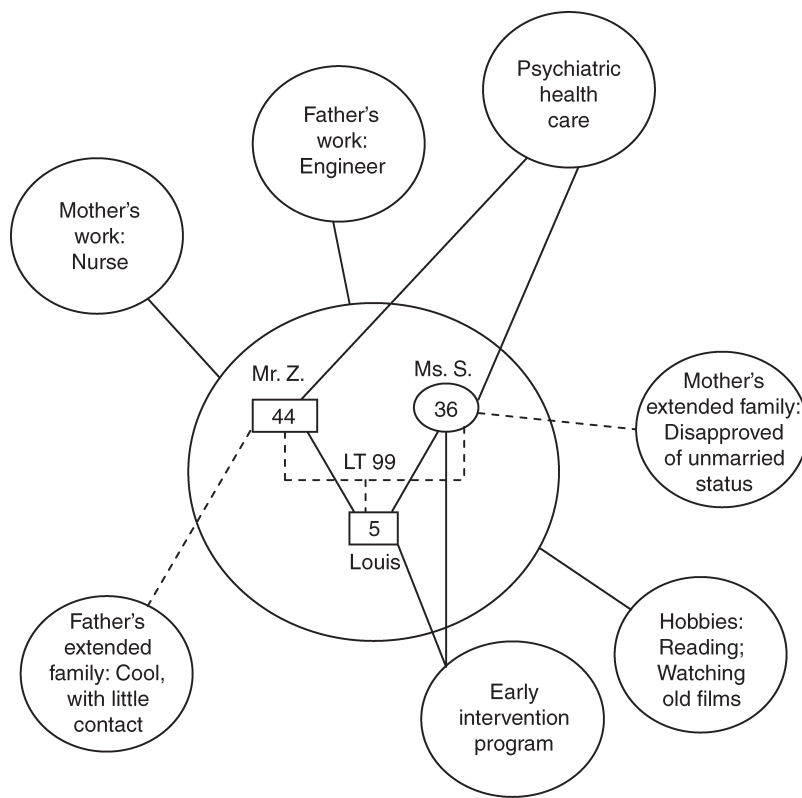 Psychiatric
health
care
Father's
work:
Engineer
Mother's
work:
Nurse
Mr. Z.
44
Ms. S.
36
LT 99
5
Louis
Mother's
extended family:
Disapproved
of unmarried
status
Father's
extended
family: Cool,
with little
contact
Early
intervention
program
Hobbies:
Reading;
Watching
old films